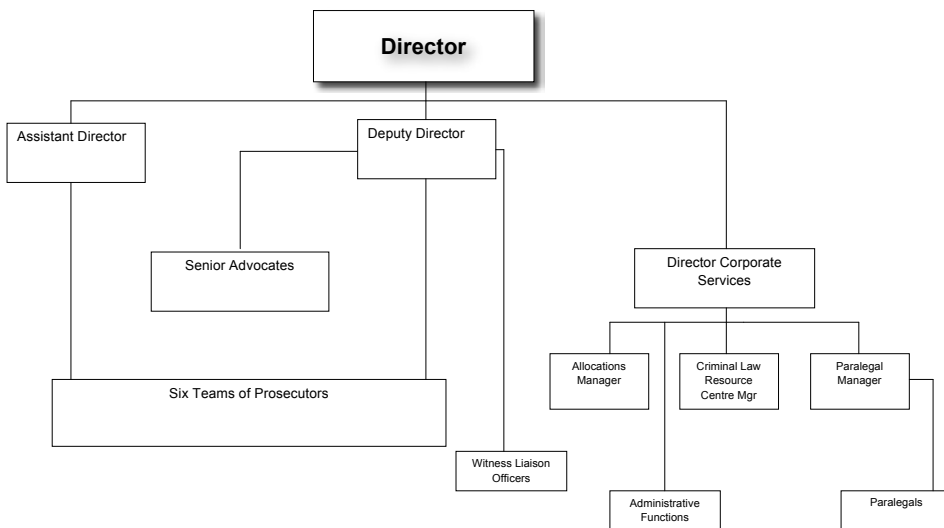 Director
Assistant Director
Deputy Director
Senior Advocates
Director Corporate
Services
Allocations
Manager
Criminal Law
Resource
Centre Mgr
Paralegal
Manager
Six Teams of Prosecutors
Witness Liaison
Officers
Administrative
Functions
Paralegals